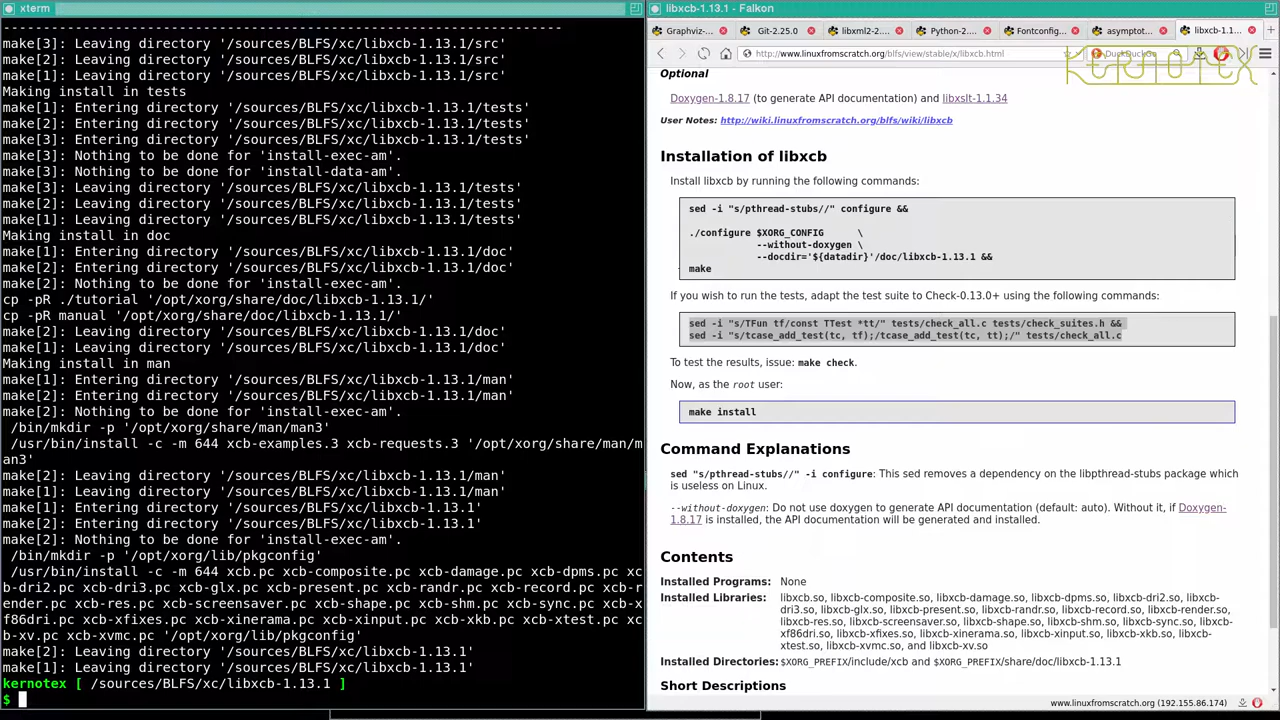 xterm
---------------------------------------------------------------------
make[3]: Leaving directory '/sources/BLFS/xc/libxcb-1.13.1/src'
make[2]: Leaving directory '/sources/BLFS/xc/libxcb-1.13.1/src'
make[1]: Leaving directory '/sources/BLFS/xc/libxcb-1.13.1/src'
Making install in tests
make[1]: Entering directory '/sources/BLFS/xc/libxcb-1.13.1/tests'
make[2]: Entering directory '/sources/BLFS/xc/libxcb-1.13.1/tests'
make[3]: Entering directory '/sources/BLFS/xc/libxcb-1.13.1/tests'
make[3]: Nothing to be done for 'install-exec-am'.
make[3]: Nothing to be done for 'install-data-am'.
make[3]: Leaving directory '/sources/BLFS/xc/libxcb-1.13.1/tests'
make[2]: Leaving directory '/sources/BLFS/xc/libxcb-1.13.1/tests'
make[1]: Leaving directory '/sources/BLFS/xc/libxcb-1.13.1/tests'
Making install in doc
make[1]: Entering directory '/sources/BLFS/xc/libxcb-1.13.1/doc'
make[2]: Entering directory '/sources/BLFS/xc/libxcb-1.13.1/doc'
make[2]: Nothing to be done for 'install-exec-am'.
cp -pR ./tutorial '/opt/xorg/share/doc/libxcb-1.13.1/'
cp -pR manual '/opt/xorg/share/doc/libxcb-1.13.1/'
make[2]: Leaving directory '/sources/BLFS/xc/libxcb-1.13.1/doc'
make[1]: Leaving directory '/sources/BLFS/xc/libxcb-1.13.1/doc'
Making install in man
make[1]: Entering directory '/sources/BLFS/xc/libxcb-1.13.1/man'
make[2]: Entering directory '/sources/BLFS/xc/libxcb-1.13.1/man'
make[2]: Nothing to be done for 'install-exec-am'.
/bin/mkdir -p '/opt/xorg/share/man/man3'
/usr/bin/install -c -m 644 xcb-examples.3 xcb-requests.3 '/opt/xorg/share/man/m
an3'
make[2]: Leaving directory '/sources/BLFS/xc/libxcb-1.13.1/man'
make[1]: Leaving directory '/sources/BLFS/xc/libxcb-1.13.1/man'
make[1]: Entering directory '/sources/BLFS/xc/libxcb-1.13.1'
make[2]: Entering directory '/sources/BLFS/xc/libxcb-1.13.1'
make[2]: Nothing to be done for 'install-exec-am'.
/bin/mkdir -p '/opt/xorg/lib/pkgconfig'
/usr/bin/install -c -m 644 xcb.pc xcb-composite.pc xcb-damage.pc xcb-dpms.pc xc
b-dri2.pc xcb-dri3.pc xcb-glx.pc xcb-present.pc xcb-randr.pc xcb-record.pc xcb-r
ender.pc xcb-res.pc xcb-screensaver.pc xcb-shape.pc xcb-shm.pc xcb-sync.pc xcb-x
f86dri.pc xcb-xfixes.pc xcb-xinerama.pc xcb-xinput.pc xcb-xkb.pc xcb-xtest.pc xc
b-xv.pc xcb-xvmc.pc '/opt/xorg/lib/pkgconfig'
make[2]: Leaving directory '/sources/BLFS/xc/libxcb-1.13.1'
make[1]: Leaving directory '/sources/BLFS/xc/libxcb-1.13.1'
kernotex [ /sources/BLFS/xc/libxcb-1.13.1 ]
$
libxcb-1.13.1 - Falkon
Graphviz-... Git-2.25.0 libxml2-2.... Python-2.... Fontconfig... asymptot... libxcb-1.1...
http://www.linuxfromscratch.org/blfs/view/stable/x/libxcb.html DuckDuckGo
KERNOTEX
Optional
Doxygen-1.8.17 (to generate API documentation) and libxslt-1.1.34
User Notes: http://wiki.linuxfromscratch.org/blfs/wiki/libxcb
Installation of libxcb
Install libxcb by running the following commands:
sed -i "s/pthread-stubs//" configure &&
./configure $XORG_CONFIG \
--without-doxygen \
--docdir='${datadir}'/doc/libxcb-1.13.1 &&
make
If you wish to run the tests, adapt the test suite to Check-0.13.0+ using the following commands:
sed -i "s/TFun tf/const TTest *tt/" tests/check_all.c tests/check_suites.h &&
sed -i "s/tcase_add_test(tc, tf);/tcase_add_test(tc, tt);/" tests/check_all.c
To test the results, issue: make check.
Now, as the root user:
make install
Command Explanations
sed "s/pthread-stubs//" -i configure: This sed removes a dependency on the libpthread-stubs package which
is useless on Linux.
--without-doxygen: Do not use doxygen to generate API documentation (default: auto). Without it, if Doxygen-
1.8.17 is installed, the API documentation will be generated and installed.
Contents
Installed Programs: None
Installed Libraries: libxcb.so, libxcb-composite.so, libxcb-damage.so, libxcb-dpms.so, libxcb-dri2.so, libxcb-
dri3.so, libxcb-glx.so, libxcb-present.so, libxcb-randr.so, libxcb-record.so, libxcb-render.so,
libxcb-res.so, libxcb-screensaver.so, libxcb-shape.so, libxcb-shm.so, libxcb-sync.so, libxcb-
xf86dri.so, libxcb-xfixes.so, libxcb-xinerama.so, libxcb-xinput.so, libxcb-xkb.so, libxcb-
xtest.so, libxcb-xvmc.so, and libxcb-xv.so
Installed Directories: $XORG_PREFIX/include/xcb and $XORG_PREFIX/share/doc/libxcb-1.13.1
Short Descriptions
www.linuxfromscratch.org (192.155.86.174)